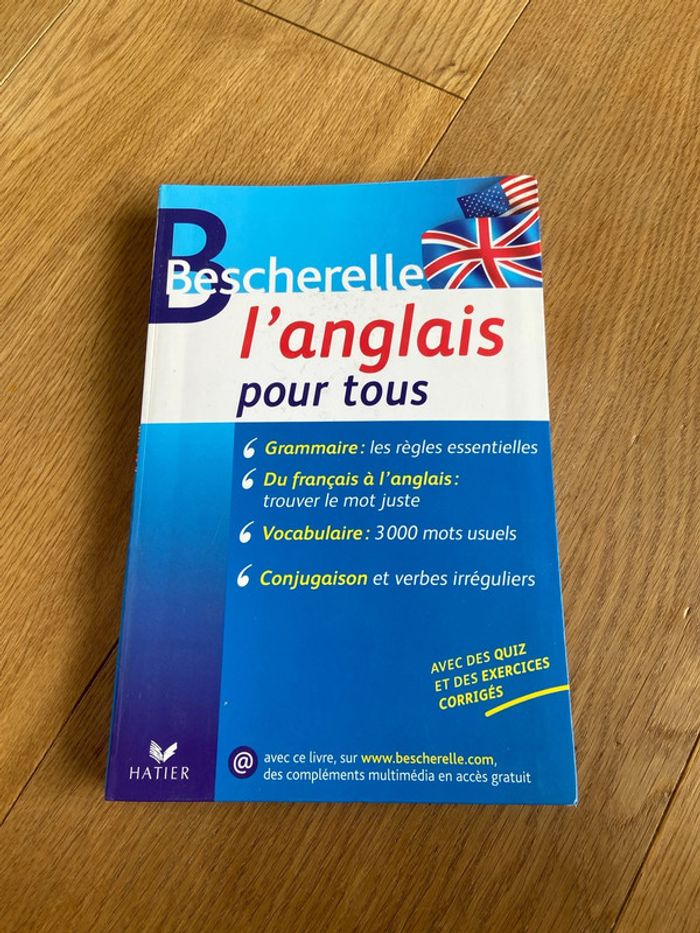 B
Bescherelle
l'anglais
pour tous
Grammaire : les règles essentielles
Du français à l'anglais :
trouver le mot juste
Vocabulaire : 3000 mots usuels
Conjugaison et verbes irréguliers
AVEC DES QUIZ
ET DES EXERCICES
CORRIGÉS
HATIER
@ avec ce livre, sur www.bescherelle.com,
des compléments multimédia en accès gratuit